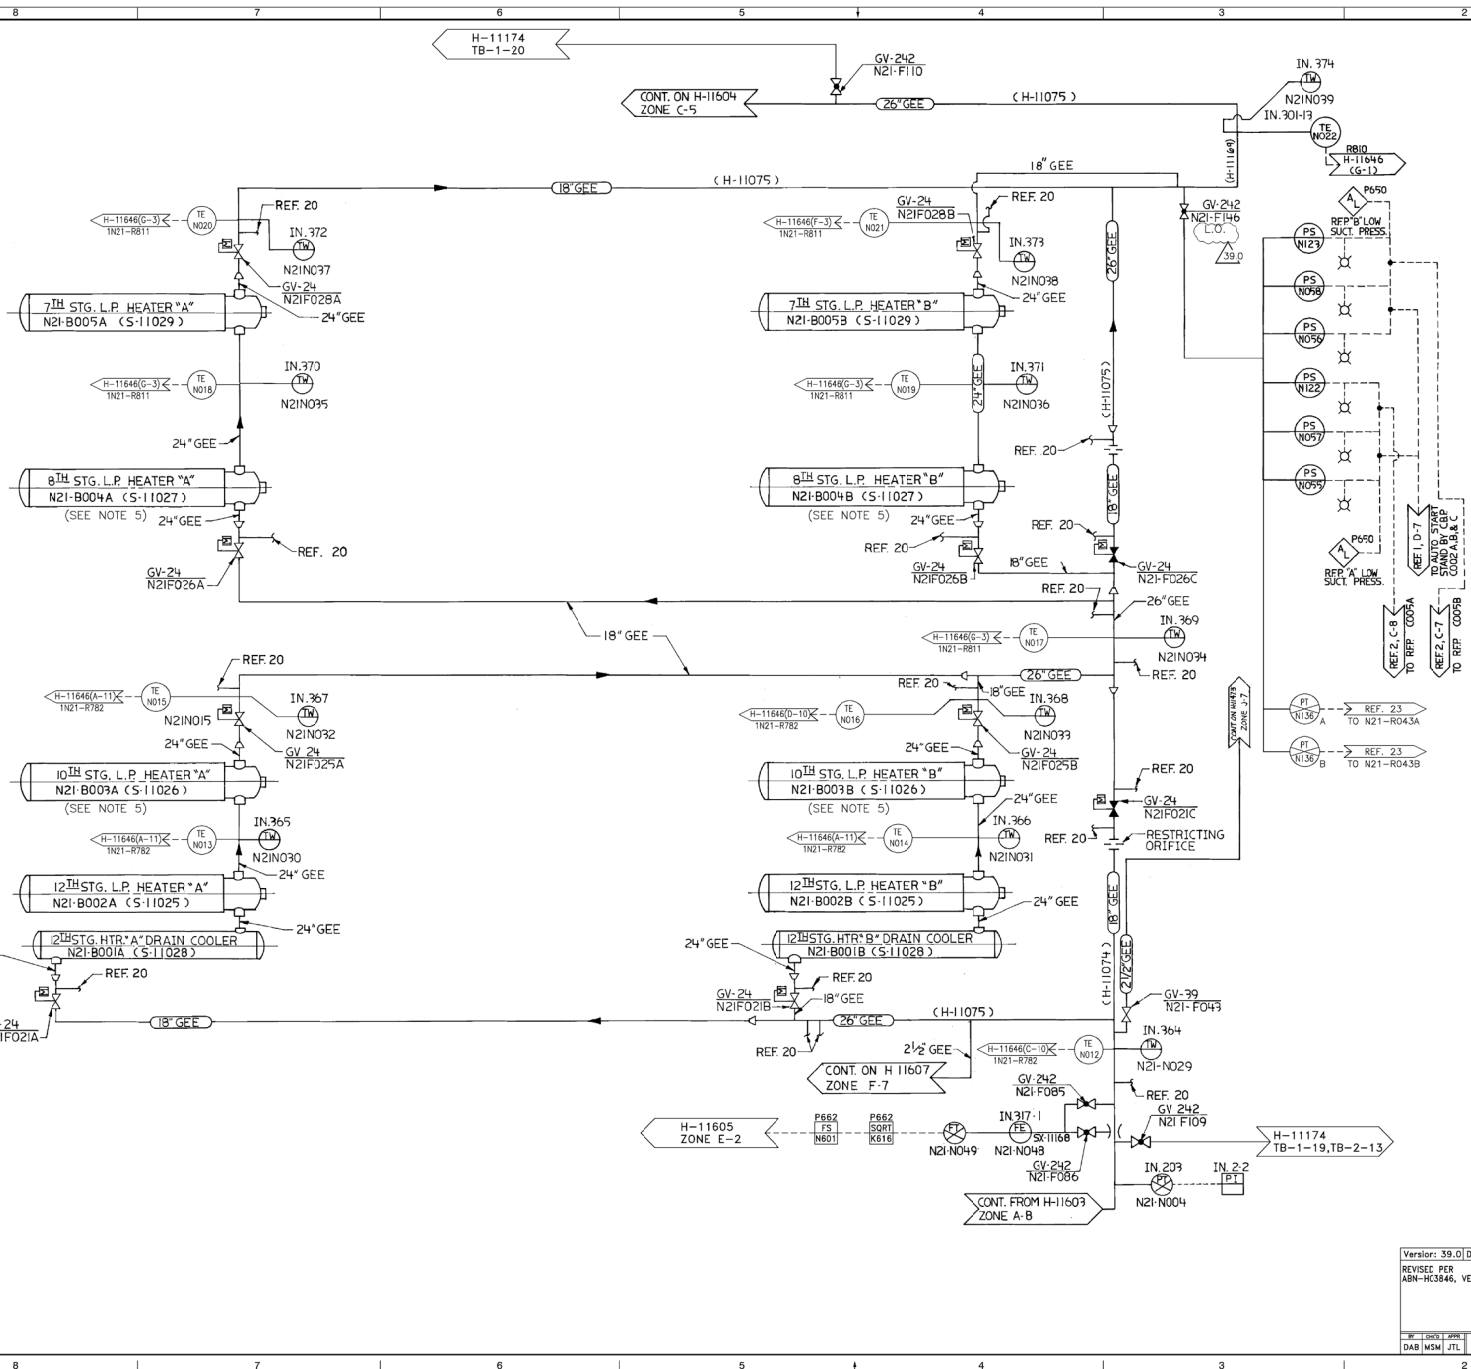 8 7 6 5 4 3 2
H-11174
TB-1-20
GV-242
N21-F110
IN.374
TW
N21N039
CONT. ON H-11604
ZONE C-5
26"GEE
(H-11075)
IN.301-13
TE
N022
R810
H-11646
(G-1)
(H-11169)
18"GEE
(H-11075)
18"GEE
REF. 20
H-11646(G-3)
1N21-R811
TE
N020
IN.372
TW
N21N037
GV-24
N21F028A
24"GEE
7TH STG. L.P. HEATER "A"
N21-B005A (S-11029)
GV-24
N21F028B
REF. 20
H-11646(F-3)
1N21-R811
TE
N021
IN.373
TW
N21N038
GV-24
N21F028B
24"GEE
7TH STG. L.P. HEATER "B"
N21-B005B (S-11029)
GV-242
N21-F146
L.O.
39.0
26"GEE
A
L
P650
RFP "B" LOW
SUCT. PRESS.
PS
N123
PS
N058
PS
N056
PS
N122
PS
N057
PS
N055
A
L
P650
RFP. "A" LOW
SUCT. PRESS.
REF. 1, D-7
TO AUTO START
STAND BY C.B.P.
C002 A,B,& C
REF. 2, C-8
TO RFP. C005A
REF. 2, C-7
TO RFP. C005B
H-11646(G-3)
1N21-R811
TE
N018
IN.370
TW
N21N035
24"GEE
8TH STG. L.P. HEATER "A"
N21-B004A (S-11027)
(SEE NOTE 5)
24"GEE
REF. 20
GV-24
N21F026A
H-11646(G-3)
1N21-R811
TE
N019
24"GEE
IN.371
TW
N21N036
(H-11075)
REF. 20
8TH STG. L.P. HEATER "B"
N21-B004B (S-11027)
(SEE NOTE 5)
24"GEE
18"GEE
REF. 20
REF. 20
GV-24
N21F026B
18"GEE
GV-24
N21-F026C
REF. 20
26"GEE
18"GEE
H-11646(G-3)
1N21-R811
TE
N017
IN.369
TW
N21N034
REF. 20
REF. 20
H-11646(A-11)
1N21-R782
TE
N015
N21N015
IN.367
TW
N21N032
24"GEE
GV 24
N21F025A
10TH STG. L.P. HEATER "A"
N21-B003A (S-11026)
(SEE NOTE 5)
26"GEE
REF. 20
18"GEE
H-11646(D-10)
1N21-R782
TE
N016
IN.368
TW
N21N033
24"GEE
GV-24
N21F025B
10TH STG. L.P. HEATER "B"
N21-B003B (S-11026)
(SEE NOTE 5)
24"GEE
CONT. ON H11473
ZONE J-7
PT
N136 A
REF. 23
TO N21-R043A
PT
N136 B
REF. 23
TO N21-R043B
REF. 20
GV-24
N21F021C
REF. 20
RESTRICTING
ORIFICE
H-11646(A-11)
1N21-R782
TE
N013
IN.365
TW
N21N030
24"GEE
12TH STG. L.P. HEATER "A"
N21-B002A (S-11025)
24"GEE
12TH STG. HTR. "A" DRAIN COOLER
N21-B001A (S-11028)
REF. 20
H-11646(A-11)
1N21-R782
TE
N014
IN.366
TW
N21N031
12TH STG. L.P. HEATER "B"
N21-B002B (S-11025)
24"GEE
12TH STG. HTR. "B" DRAIN COOLER
N21-B001B (S-11028)
24"GEE
REF. 20
GV-24
N21F021B
18"GEE
18"GEE
(H-11074)
2 1/2"GEE
GV-39
N21-F043
-24
1F021A
18"GEE
26"GEE
(H-11075)
REF. 20
2 1/2"GEE
CONT. ON H 11607
ZONE F-7
H-11646(C-10)
1N21-R782
TE
N012
IN.364
TW
N21-N029
REF. 20
GV-242
N21-F085
GV 242
N21 F109
H-11605
ZONE E-2
P662
FS
N601
P662
SQRT
K616
FT
N21-N049
IN.317-1
FE
SX-11168
N21-N043
GV-242
N21-F086
H-11174
TB-1-19,TB-2-13
IN.203
PT
N21-N004
IN. 2-2
PI
CONT. FROM H-11603
ZONE A-8
Version: 39.0 D
REVISED PER
ABN-H03846, VE
BY CHK'D APPR
DAB MSM JTL
8 7 6 5 4 3 2